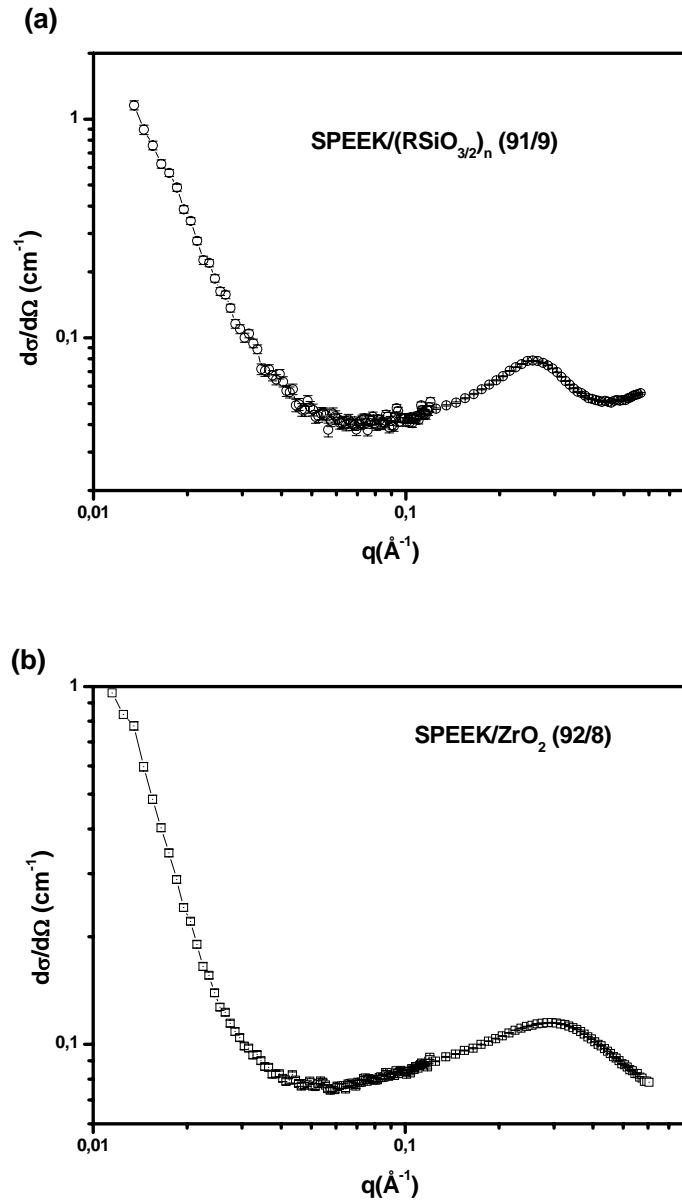 (a)
SPEEK/(RSiO3/2)n (91/9)
1
0,1
dσ/dΩ (cm-1)
0,01
0,1
q(Å-1)
(b)
1
SPEEK/ZrO2 (92/8)
dσ/dΩ (cm-1)
0,1
0,01
0,1
q(Å-1)